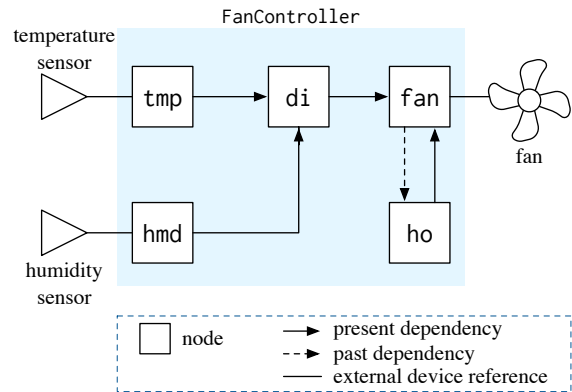 FanController
temperature
sensor
tmp
di
fan
fan
hmd
ho
humidity
sensor
node
present dependency
past dependency
external device reference